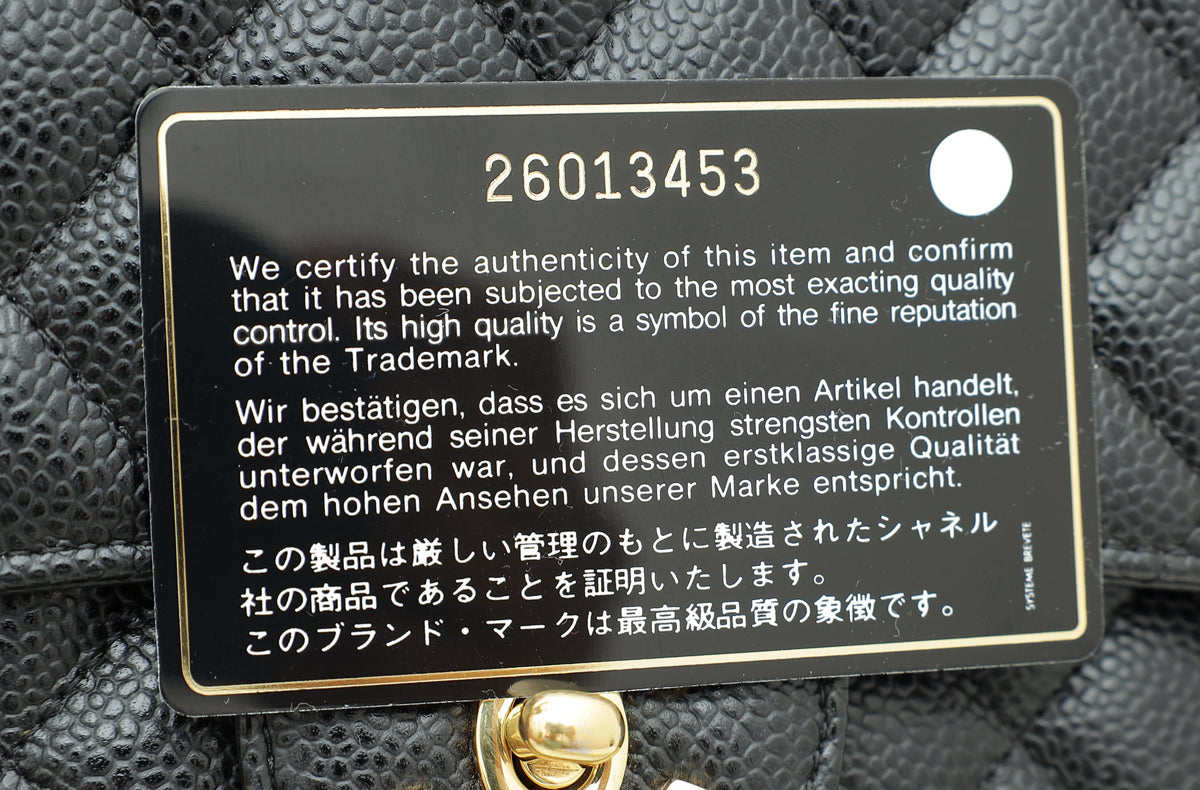 26013453
We certify the authenticity of this item and confirm
that it has been subjected to the most exacting quality
control. Its high quality is a symbol of the fine reputation
of the Trademark.
Wir bestätigen, dass es sich um einen Artikel handelt,
der während seiner Herstellung strengsten Kontrollen
unterworfen war, und dessen erstklassige Qualität
dem hohen Ansehen unserer Marke entspricht.
この製品は厳しい管理のもとに製造されたシャネル
社の商品であることを証明いたします。
このブランド・マークは最高級品質の象徴です。
SYSTEME BREVETE